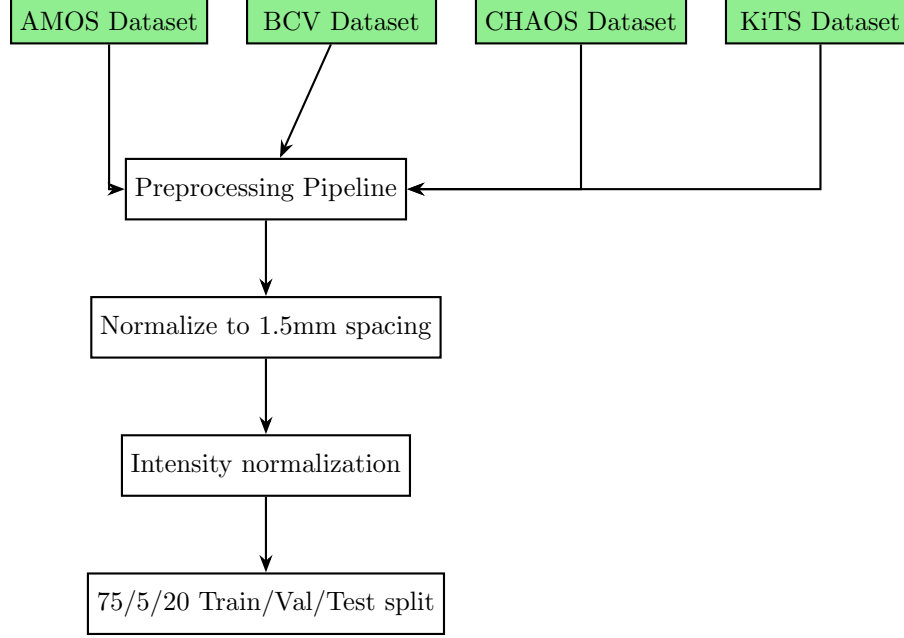 AMOS Dataset
BCV Dataset
CHAOS Dataset
KiTS Dataset
Preprocessing Pipeline
Normalize to 1.5mm spacing
Intensity normalization
75/5/20 Train/Val/Test split